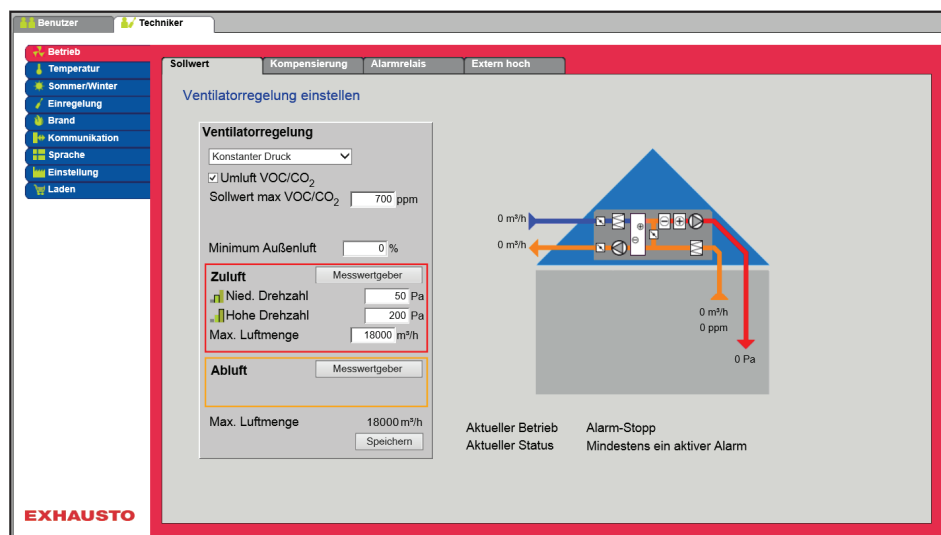 Benutzer Techniker
Betrieb
Temperatur
Sommer/Winter
Einregelung
Brand
Kommunikation
Sprache
Einstellung
Laden
Sollwert Kompensierung Alarmrelais Extern hoch
Ventilatorregelung einstellen
Ventilatorregelung
Konstanter Druck
Umluft VOC/CO2
Sollwert max VOC/CO2 700 ppm
Minimum Außenluft 0 %
Zuluft Messwertgeber
Nied. Drehzahl 50 Pa
Hohe Drehzahl 200 Pa
Max. Luftmenge 18000 m³/h
Abluft Messwertgeber
Max. Luftmenge 18000 m³/h
Speichern
0 m³/h
0 m³/h
0 m³/h
0 ppm
0 Pa
Aktueller Betrieb Alarm-Stopp
Aktueller Status Mindestens ein aktiver Alarm
EXHAUSTO